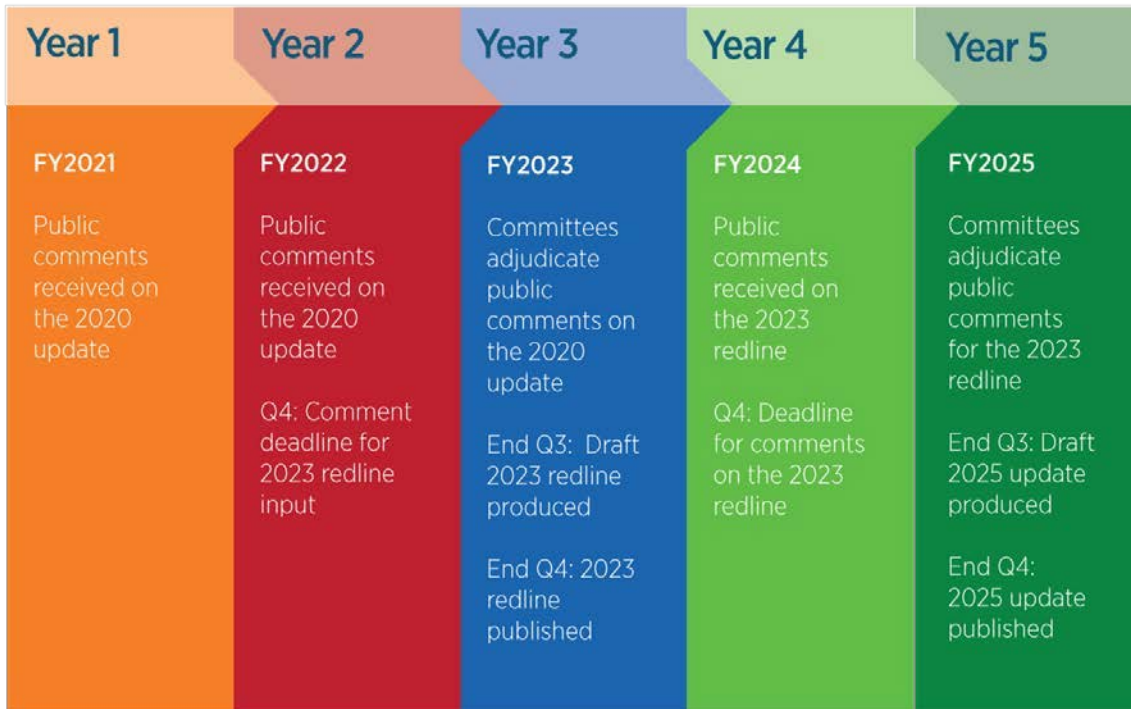 Year 1
Year 2
Year 3
Year 4
Year 5
FY2021
Public
comments
received on
the 2020
update
FY2022
Public
comments
received on
the 2020
update
Q4: Comment
deadline for
2023 redline
input
FY2023
Committees
adjudicate
public
comments on
the 2020
update
End Q3: Draft
2023 redline
produced
End Q4: 2023
redline
published
FY2024
Public
comments
received on
the 2023
redline
Q4: Deadline
for comments
on the 2023
redline
FY2025
Committees
adjudicate
public
comments
for the 2023
redline
End Q3: Draft
2025 update
produced
End Q4:
2025 update
published